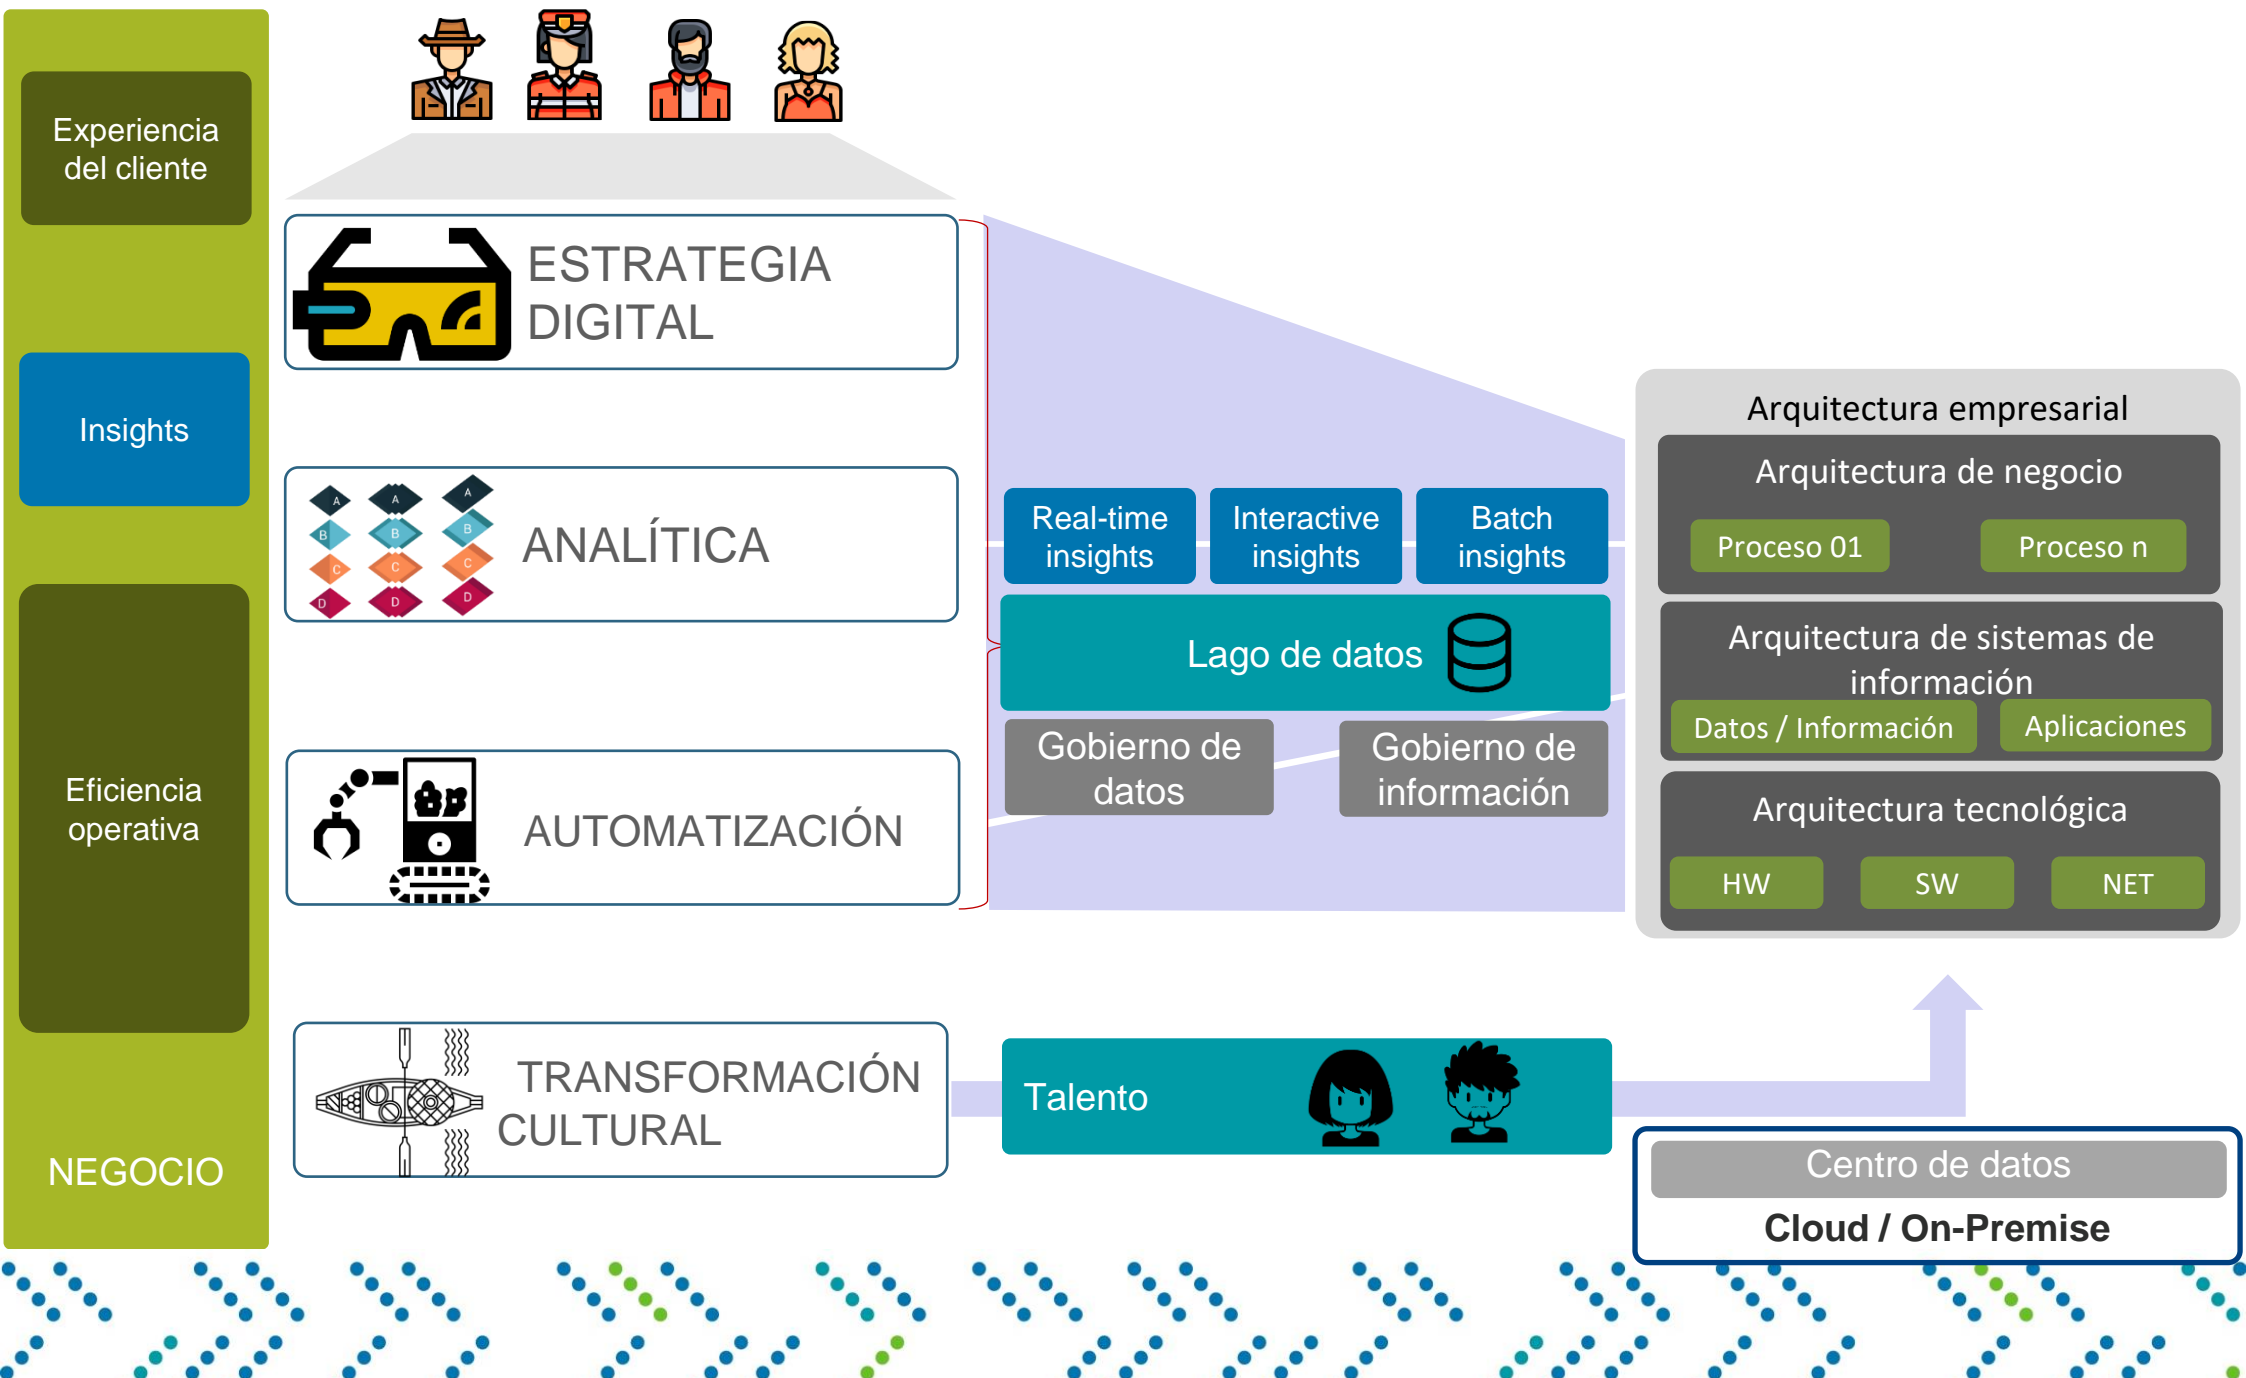 Experiencia
del cliente
Insights
Eficiencia
operativa
NEGOCIO
ESTRATEGIA
DIGITAL
A A A
B B B
C C C
D D D
ANALÍTICA
AUTOMATIZACIÓN
TRANSFORMACIÓN
CULTURAL
Real-time
insights
Interactive
insights
Batch
insights
Lago de datos
Gobierno de
datos
Gobierno de
información
Talento
Arquitectura empresarial
Arquitectura de negocio
Proceso 01
Proceso n
Arquitectura de sistemas de
información
Datos / Información
Aplicaciones
Arquitectura tecnológica
HW
SW
NET
Centro de datos
Cloud / On-Premise